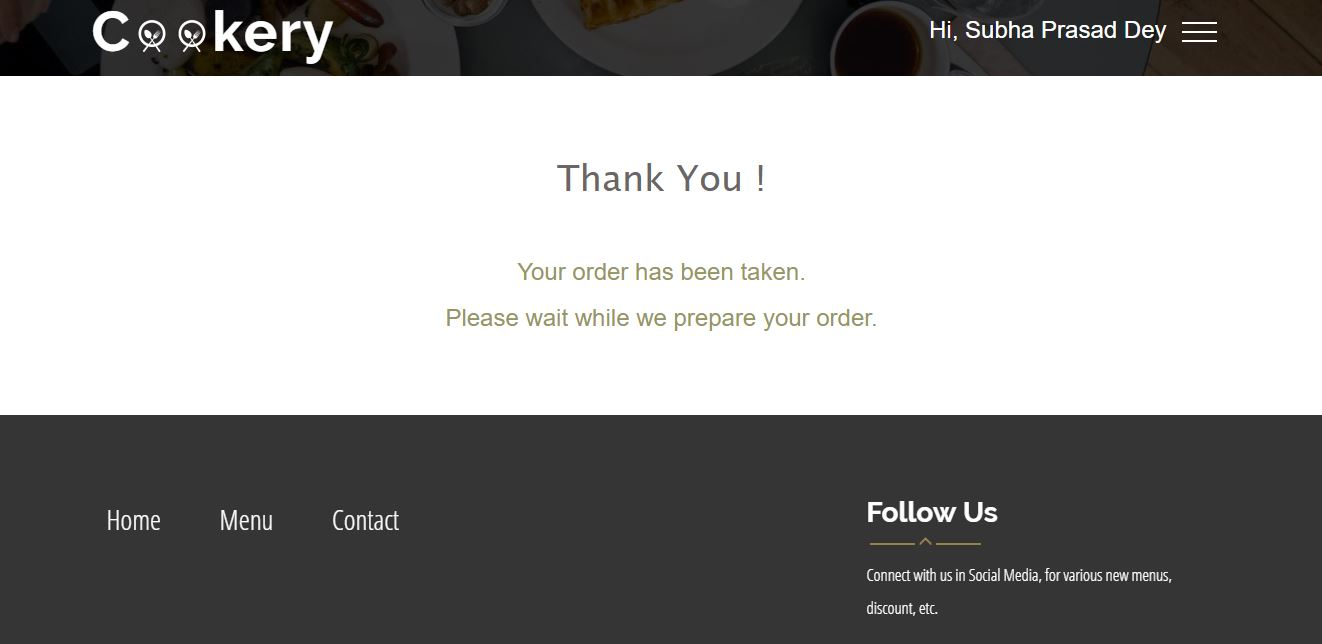 Cookery
Hi, Subha Prasad Dey
Thank You !
Your order has been taken.
Please wait while we prepare your order.
Home Menu Contact
Follow Us
Connect with us in Social Media, for various new menus,
discount, etc.